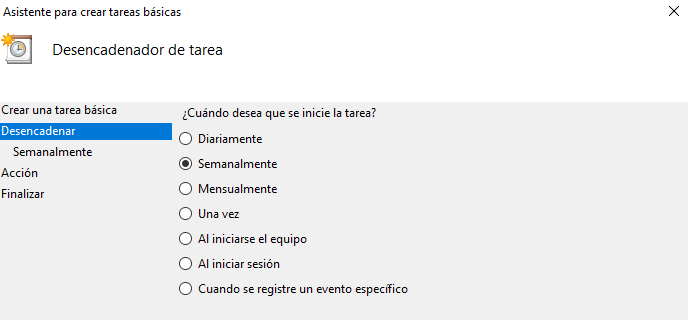 Asistente para crear tareas básicas
Desencadenador de tarea
Crear una tarea básica
Desencadenar
Semanalmente
Acción
Finalizar
¿Cuándo desea que se inicie la tarea?
Diariamente
Semanalmente
Mensualmente
Una vez
Al iniciarse el equipo
Al iniciar sesión
Cuando se registre un evento específico